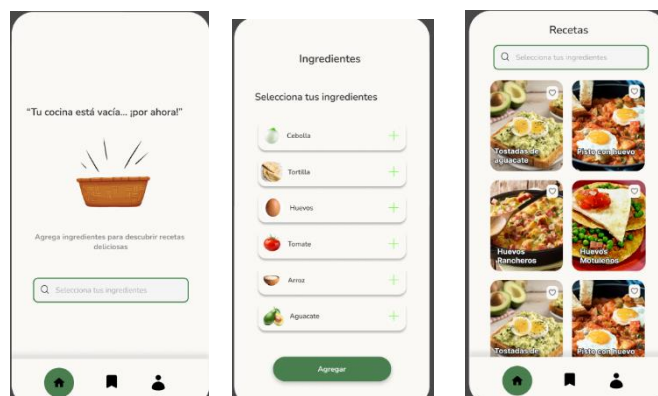 “Tu cocina está vacía... ¡por ahora!”
Agrega ingredientes para descubrir recetas
deliciosas
Selecciona tus ingredientes
Ingredientes
Selecciona tus ingredientes
Cebolla
Tortilla
Huevos
Tomate
Arroz
Aguacate
Agregar
Recetas
Selecciona tus ingredientes
Tostadas de
aguacate
Pisto con huevo
Huevos
Rancheros
Huevos
Motuleños
Tostadas de
Pisto con huevo